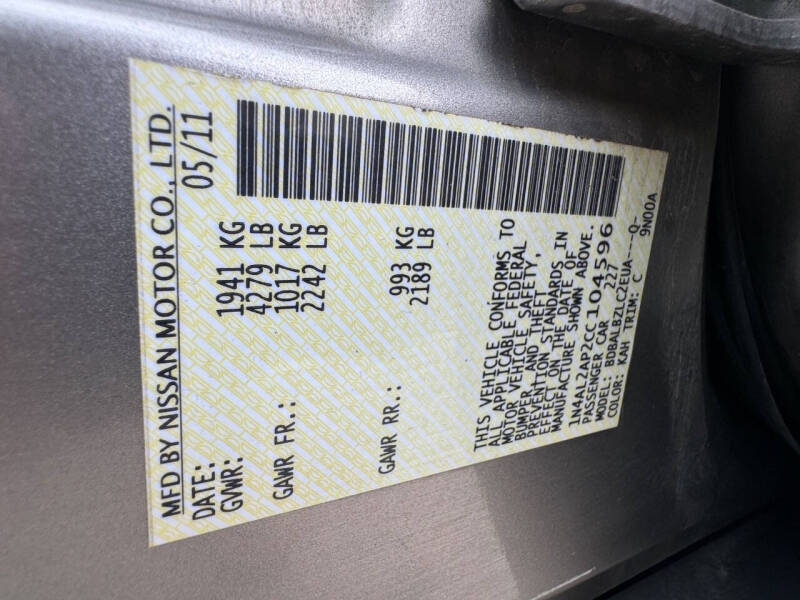 MFD BY NISSAN MOTOR CO., LTD.
DATE: 05/11
GVWR: 1941 KG
4279 LB
GAWR FR.: 1017 KG
2242 LB
GAWR RR.: 993 KG
2189 LB
THIS VEHICLE CONFORMS TO
ALL APPLICABLE FEDERAL
MOTOR VEHICLE SAFETY,
BUMPER, AND THEFT
PREVENTION STANDARDS IN
EFFECT ON THE DATE OF
MANUFACTURE SHOWN ABOVE.
1N4AL2AP2CC104596
PASSENGER CAR 227
MODEL: BDBALBZLCZEUA----Q-
COLOR: KAH TRIM: C 9N00A